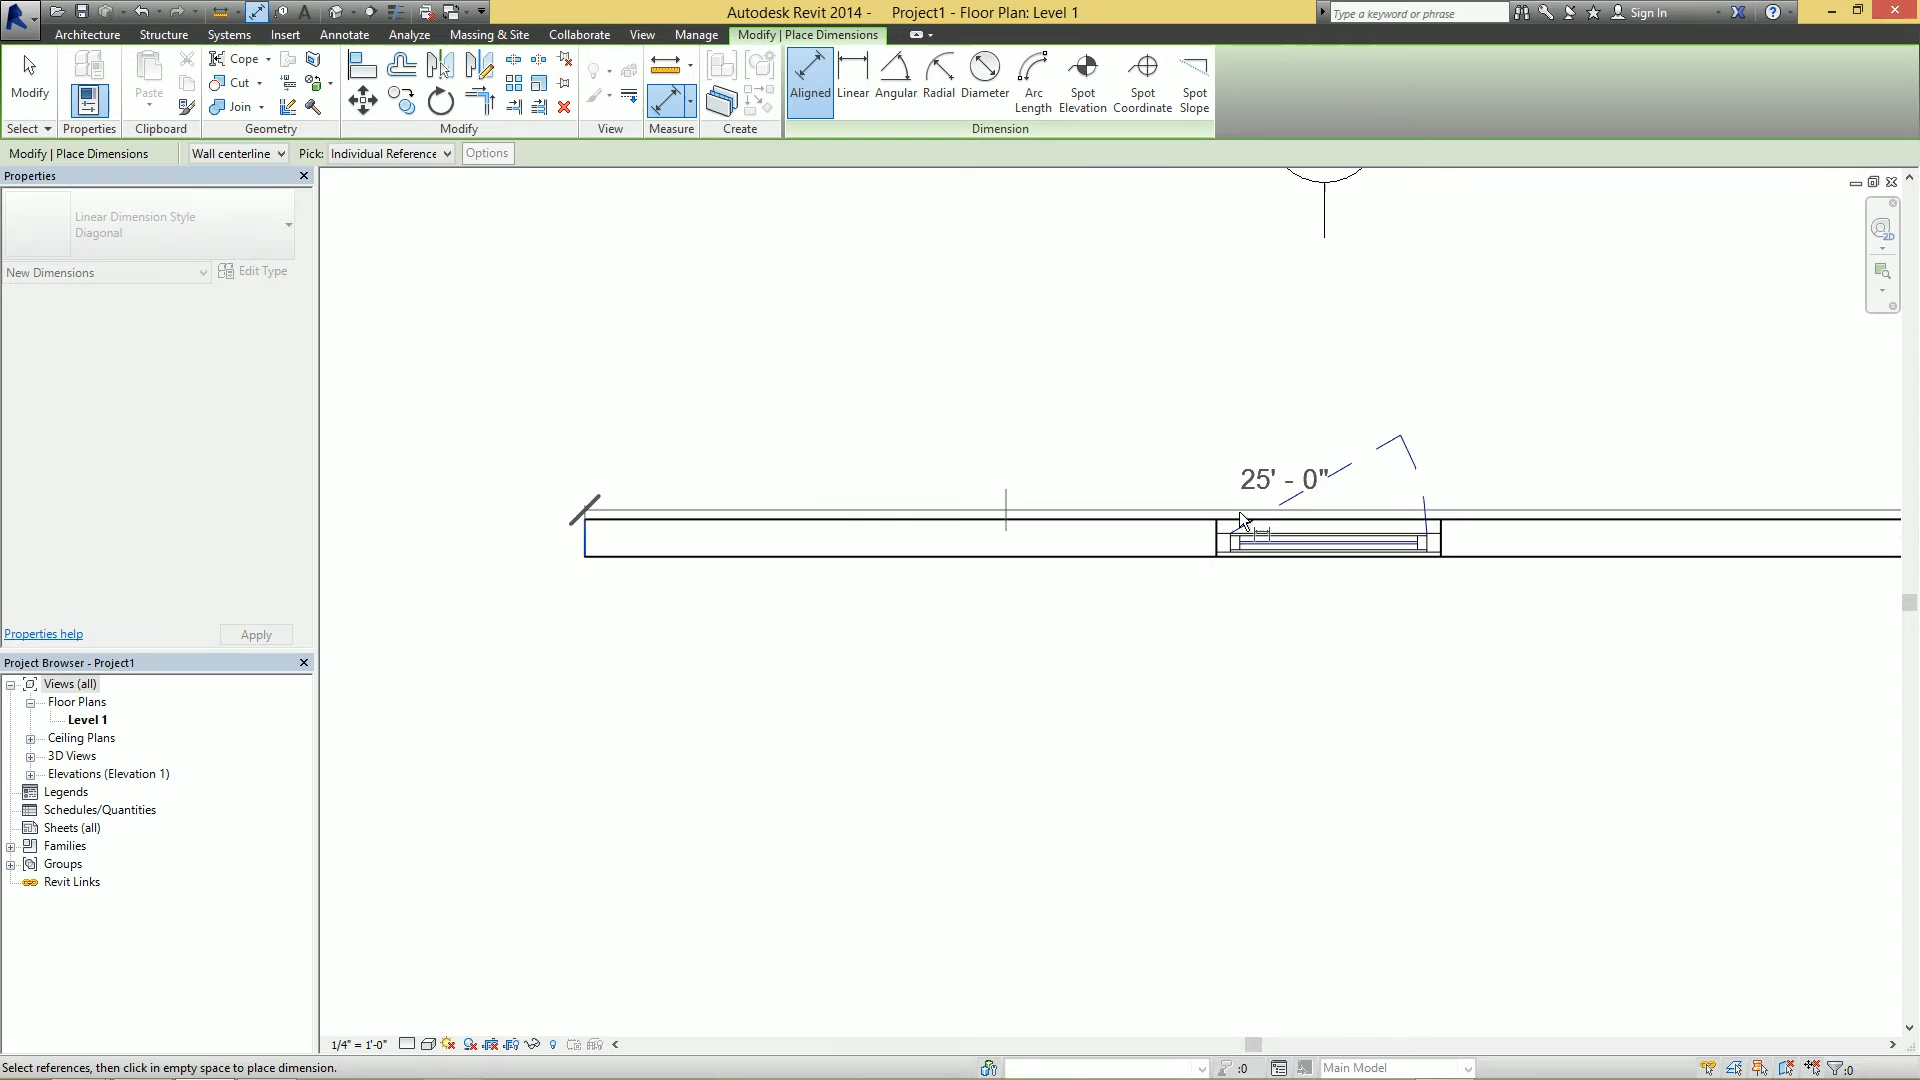 Autodesk Revit 2014 - Project1 - Floor Plan: Level 1
Type a keyword or phrase
Sign In
Architecture Structure Systems Insert Annotate Analyze Massing & Site Collaborate View Manage Modify | Place Dimensions
Modify
Paste
Cope
Cut
Join
Aligned Linear Angular Radial Diameter Arc Length Spot Elevation Spot Coordinate Spot Slope
Select Properties Clipboard Geometry Modify View Measure Create Dimension
Modify | Place Dimensions Wall centerline Pick: Individual Reference Options
Properties
Linear Dimension Style
Diagonal
New Dimensions Edit Type
2D
25' - 0"
Properties help Apply
Project Browser - Project1
Views (all)
Floor Plans
Level 1
Ceiling Plans
3D Views
Elevations (Elevation 1)
Legends
Schedules/Quantities
Sheets (all)
Families
Groups
Revit Links
1/4" = 1'-0"
Select references, then click in empty space to place dimension. :0 Main Model :0